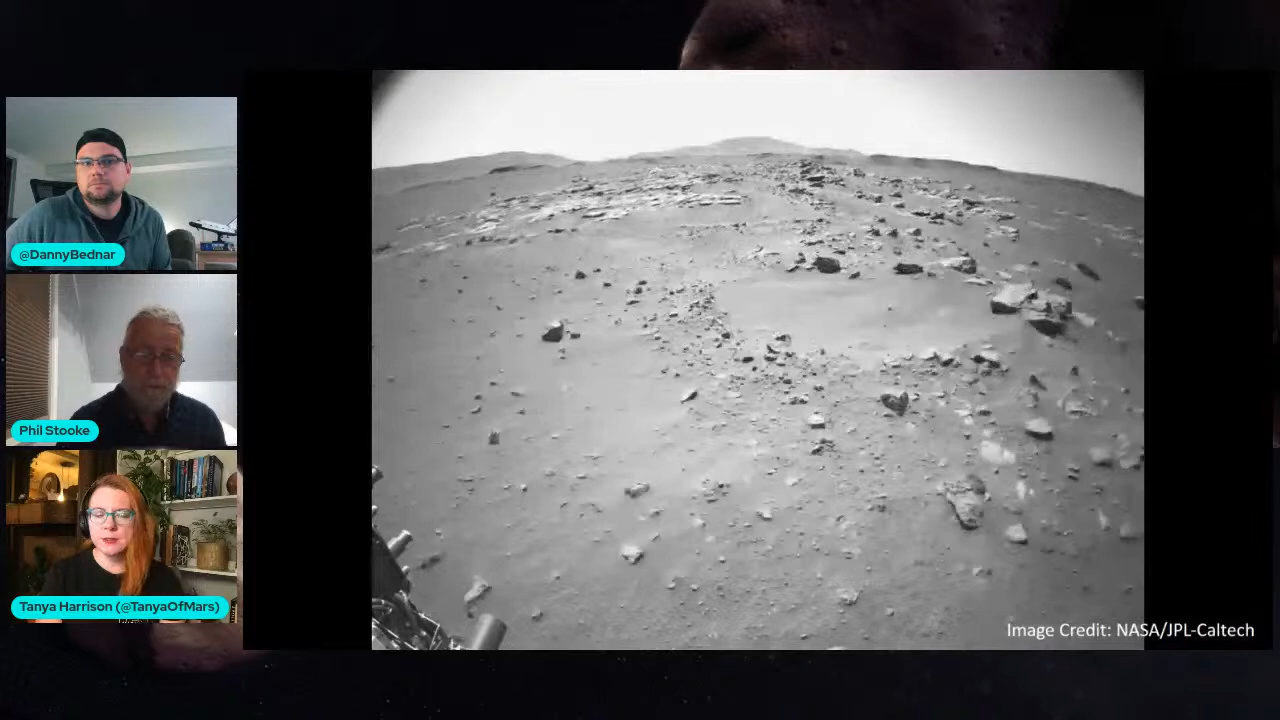 @DannyBednar
Phil Stooke
Tanya Harrison (@TanyaOfMars)
Image Credit: NASA/JPL-Caltech